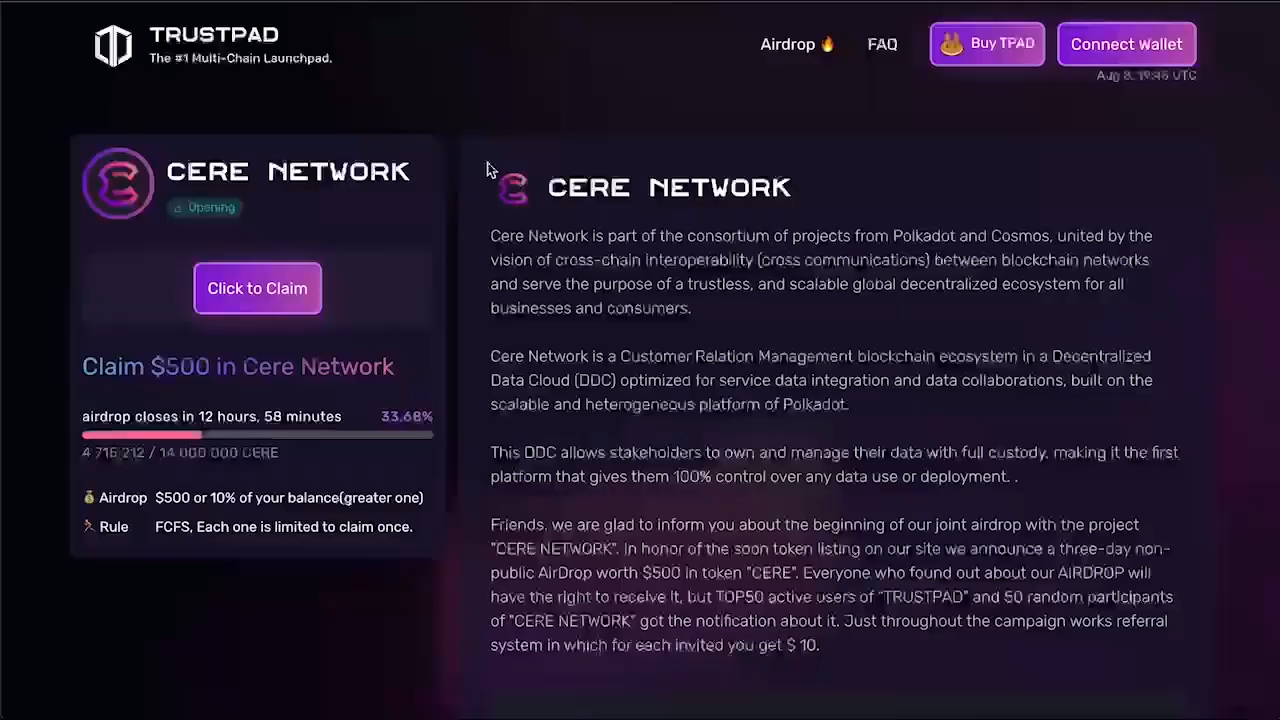 TRUSTPAD
The #1 Multi-Chain Launchpad.
Airdrop 🔥 FAQ Buy TPAD Connect Wallet
Aug 8, 19:45 UTC
CERE NETWORK
Opening
Click to Claim
Claim $500 in Cere Network
airdrop closes in 12 hours, 58 minutes 33.68%
4 715 212 / 14 000 000 CERE
💰 Airdrop $500 or 10% of your balance(greater one)
Rule FCFS, Each one is limited to claim once.
CERE NETWORK
Cere Network is part of the consortium of projects from Polkadot and Cosmos, united by the
vision of cross-chain interoperability (cross communications) between blockchain networks
and serve the purpose of a trustless, and scalable global decentralized ecosystem for all
businesses and consumers.
Cere Network is a Customer Relation Management blockchain ecosystem in a Decentralized
Data Cloud (DDC) optimized for service data integration and data collaborations, built on the
scalable and heterogeneous platform of Polkadot.
This DDC allows stakeholders to own and manage their data with full custody, making it the first
platform that gives them 100% control over any data use or deployment. .
Friends, we are glad to inform you about the beginning of our joint airdrop with the project
"CERE NETWORK". In honor of the soon token listing on our site we announce a three-day non-
public AirDrop worth $500 in token "CERE". Everyone who found out about our AIRDROP will
have the right to receive it, but TOP50 active users of "TRUSTPAD" and 50 random participants
of "CERE NETWORK" got the notification about it. Just throughout the campaign works referral
system in which for each invited you get $ 10.